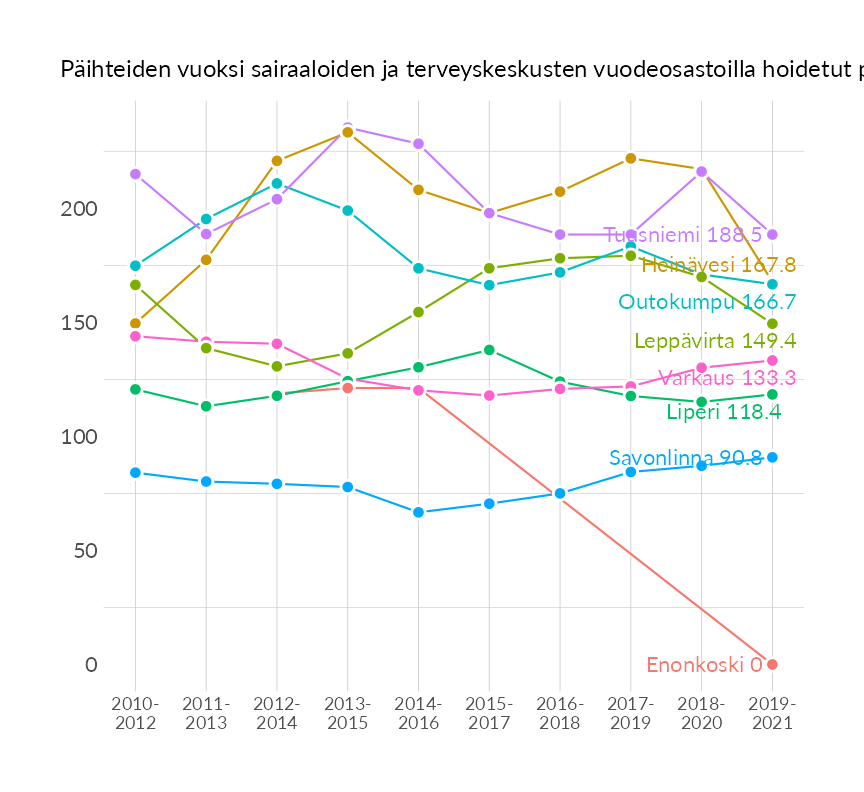 Päihteiden vuoksi sairaaloiden ja terveyskeskusten vuodeosastoilla hoidetut
200
150
100
50
0
Tuusniemi 188.5
Heinävesi 167.8
Outokumpu 166.7
Leppävirta 149.4
Varkaus 133.3
Liperi 118.4
Savonlinna 90.8
Enonkoski 0
2010-
2012
2011-
2013
2012-
2014
2013-
2015
2014-
2016
2015-
2017
2016-
2018
2017-
2019
2018-
2020
2019-
2021